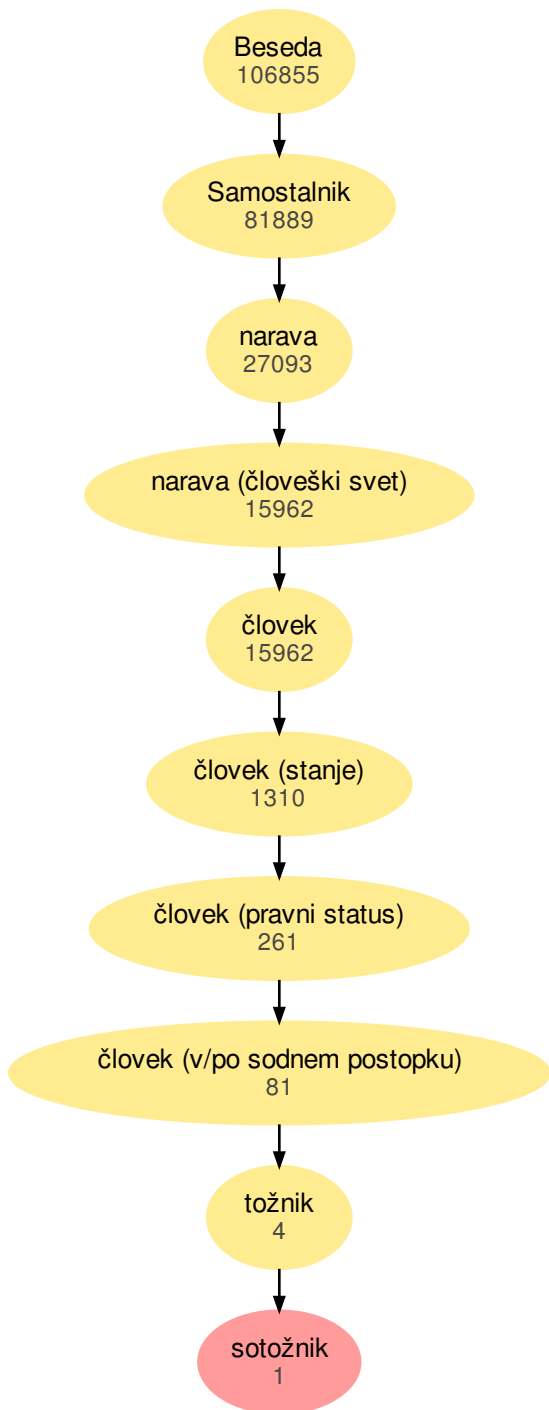 Beseda
106855
Samostalnik
81889
narava
27093
narava (človeški svet)
15962
človek
15962
človek (stanje)
1310
človek (pravni status)
261
človek (v/po sodnem postopku)
81
tožnik
4
sotožnik
1